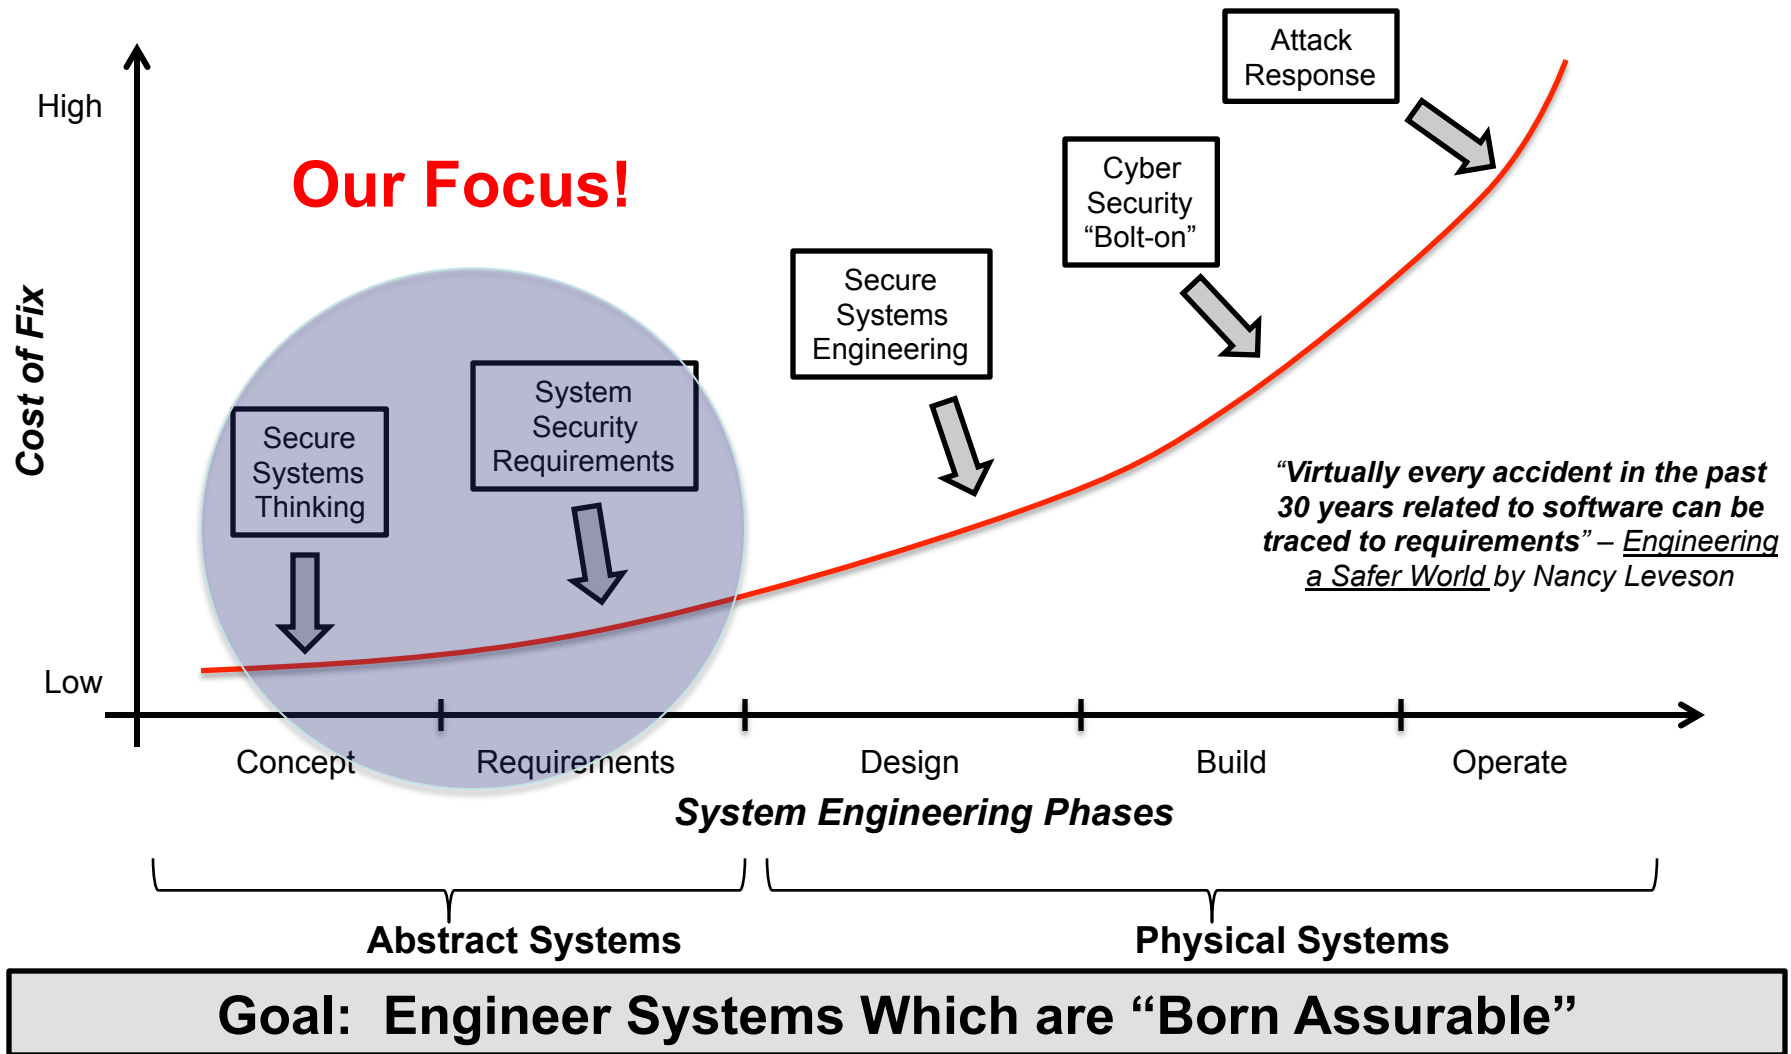 Attack
Response
High
Our Focus!
Cyber
Security
“Bolt-on”
Secure
Systems
Engineering
Cost of Fix
System
Security
Requirements
Secure
Systems
Thinking
“Virtually every accident in the past
30 years related to software can be
traced to requirements” – Engineering
a Safer World by Nancy Leveson
Low
Concept
Requirements
Design
Build
Operate
System Engineering Phases
Abstract Systems
Physical Systems
Goal:  Engineer Systems Which are “Born Assurable”